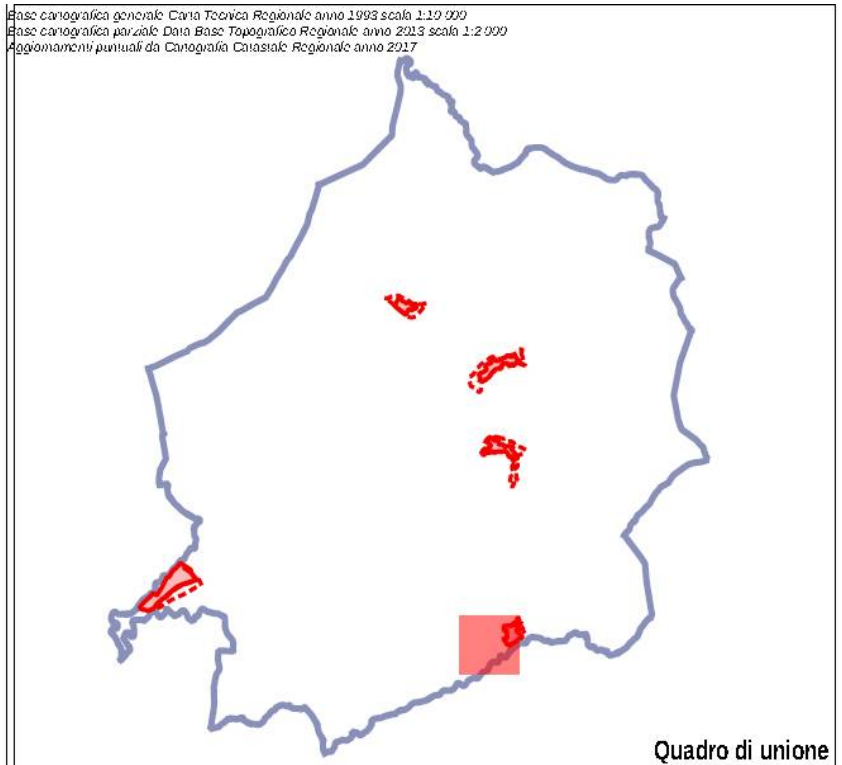 Base cartografica generale Carta Tecnica Regionale anno 1993 scala 1:10 000
Base cartografica parziale Data Base Topografico Regionale anno 2013 scala 1:2 000
Aggiornamenti puntuali da Cartografia Catastale Regionale anno 2017
Quadro di unione